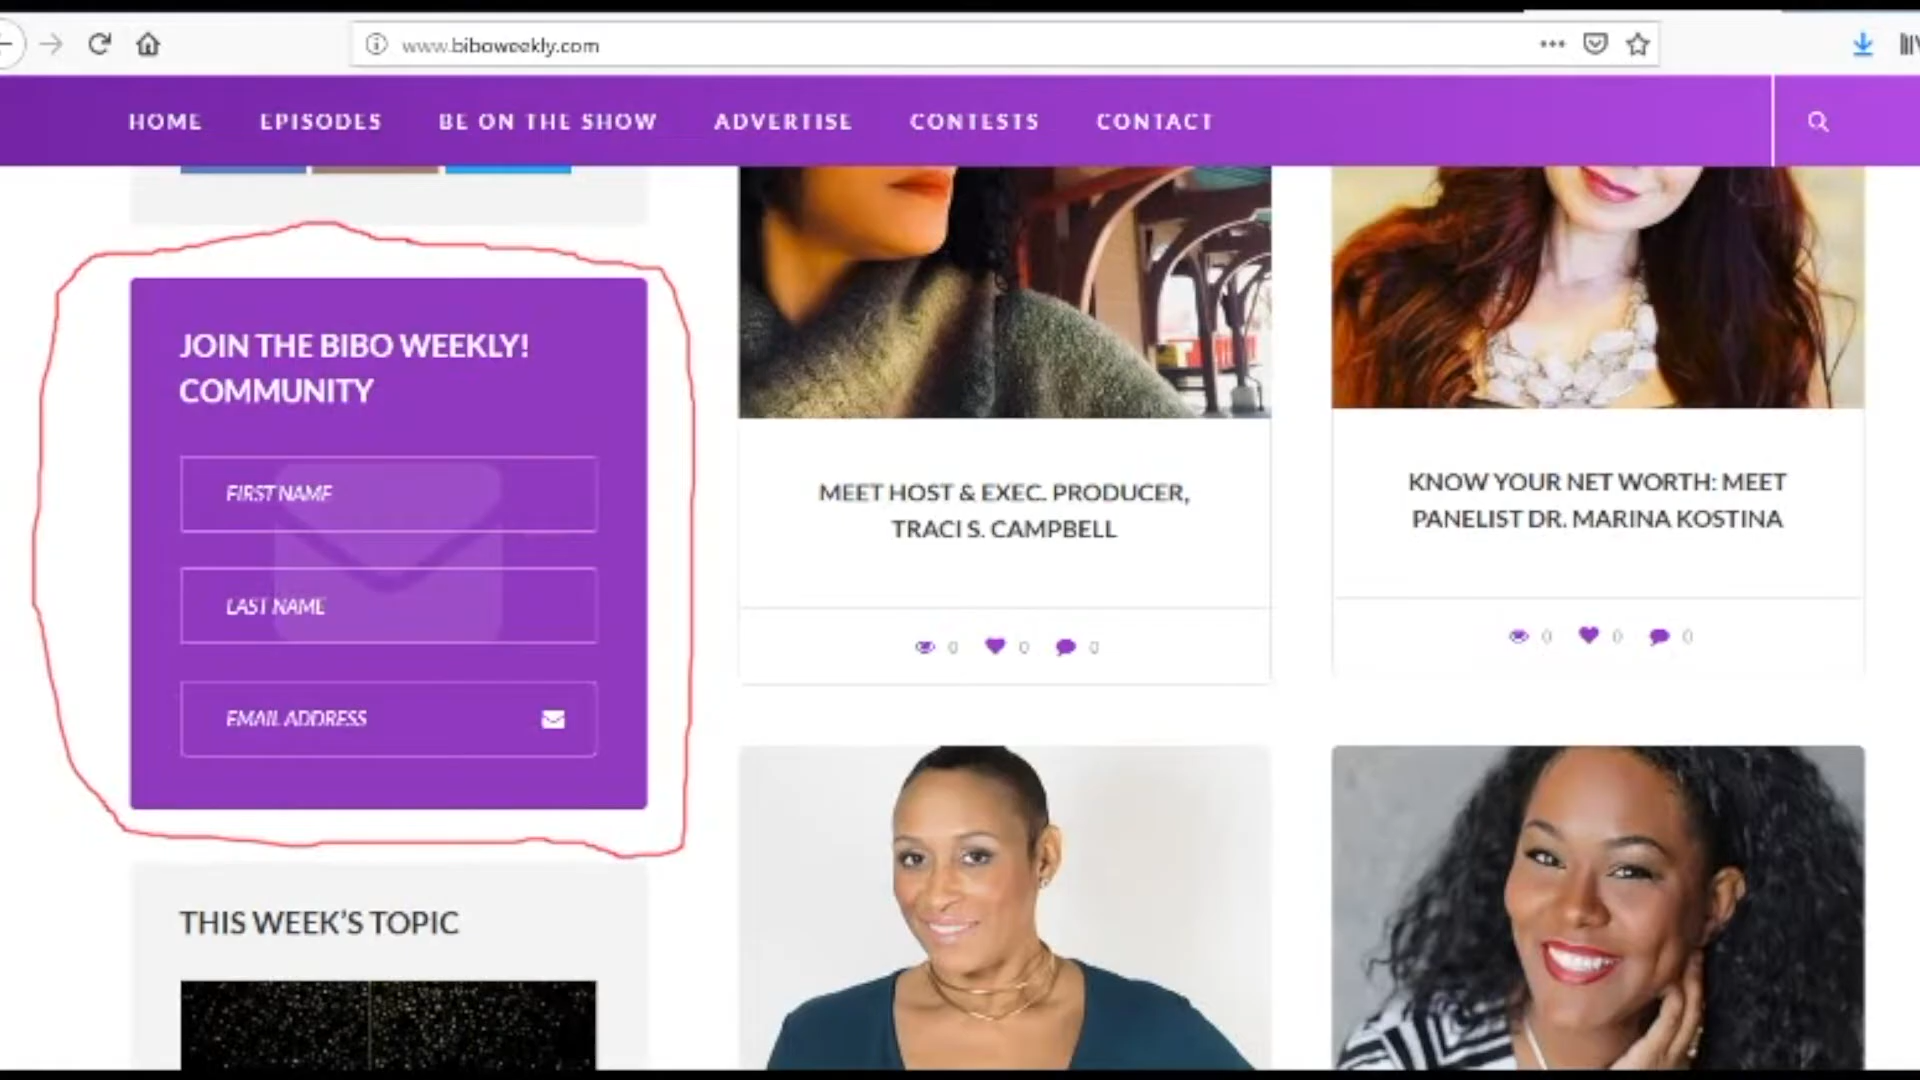 www.biboweekly.com
HOME EPISODES BE ON THE SHOW ADVERTISE CONTESTS CONTACT
JOIN THE BIBO WEEKLY!
COMMUNITY
FIRST NAME
LAST NAME
EMAIL ADDRESS
THIS WEEK'S TOPIC
MEET HOST & EXEC. PRODUCER,
TRACI S. CAMPBELL
0 0 0
KNOW YOUR NET WORTH: MEET
PANELIST DR. MARINA KOSTINA
0 0 0